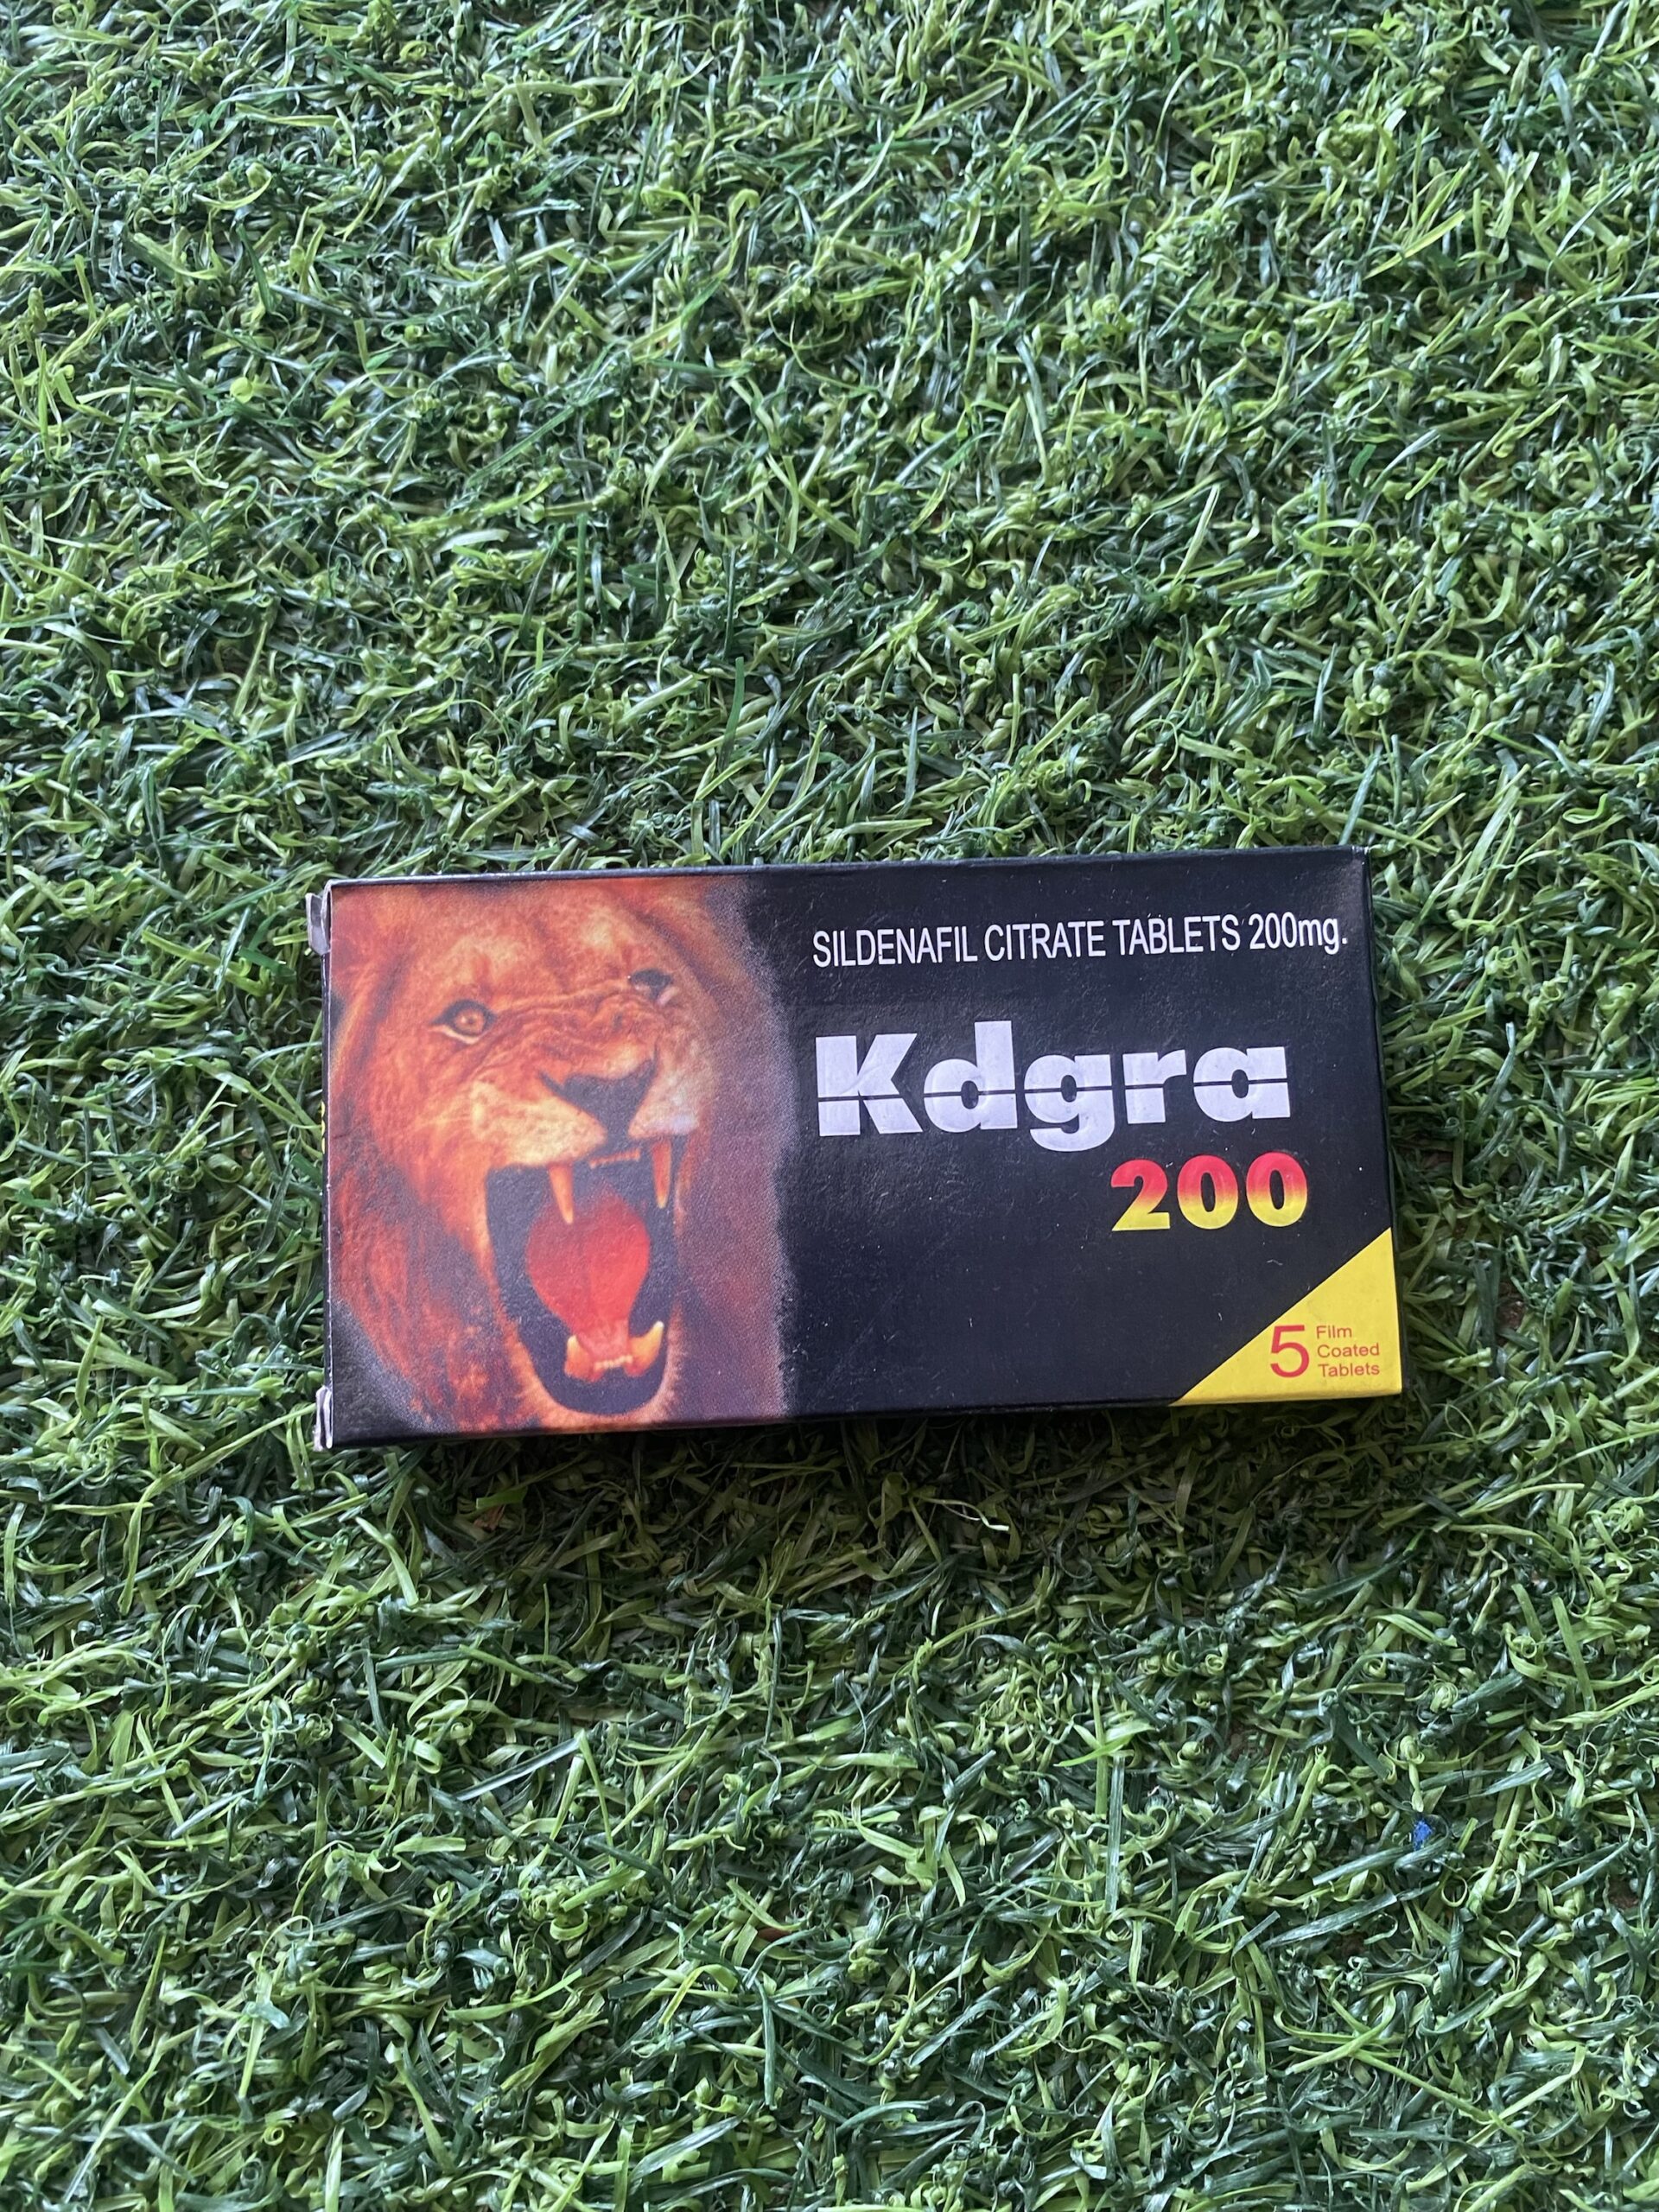 SILDENAFIL CITRATE TABLETS 200mg.
Kdgra
200
5 Film
Coated
Tablets